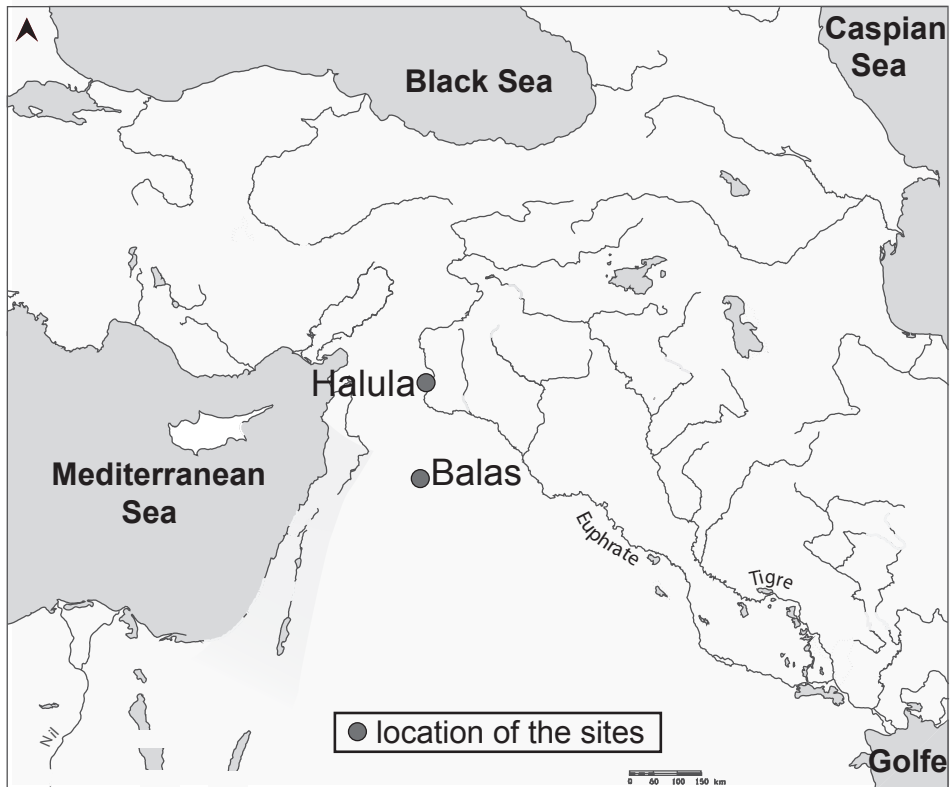 Caspian
Sea
Black Sea
Halula
Balas
Mediterranean
Sea
Euphrate
Tigre
Nil
location of the sites
Golfe
0 50 100 150 km